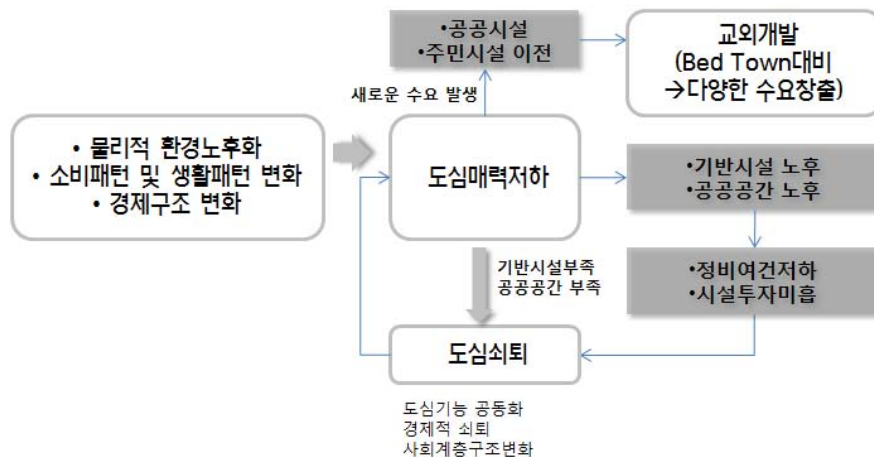 •공공시설
•주민시설 이전
교외개발
(Bed Town대비
→다양한 수요창출)
새로운 수요 발생
• 물리적 환경노후화
• 소비패턴 및 생활패턴 변화
• 경제구조 변화
도심매력저하
•기반시설 노후
•공공공간 노후
기반시설부족
공공공간 부족
•정비여건저하
•시설투자미흡
도심쇠퇴
도심기능 공동화
경제적 쇠퇴
사회계층구조변화